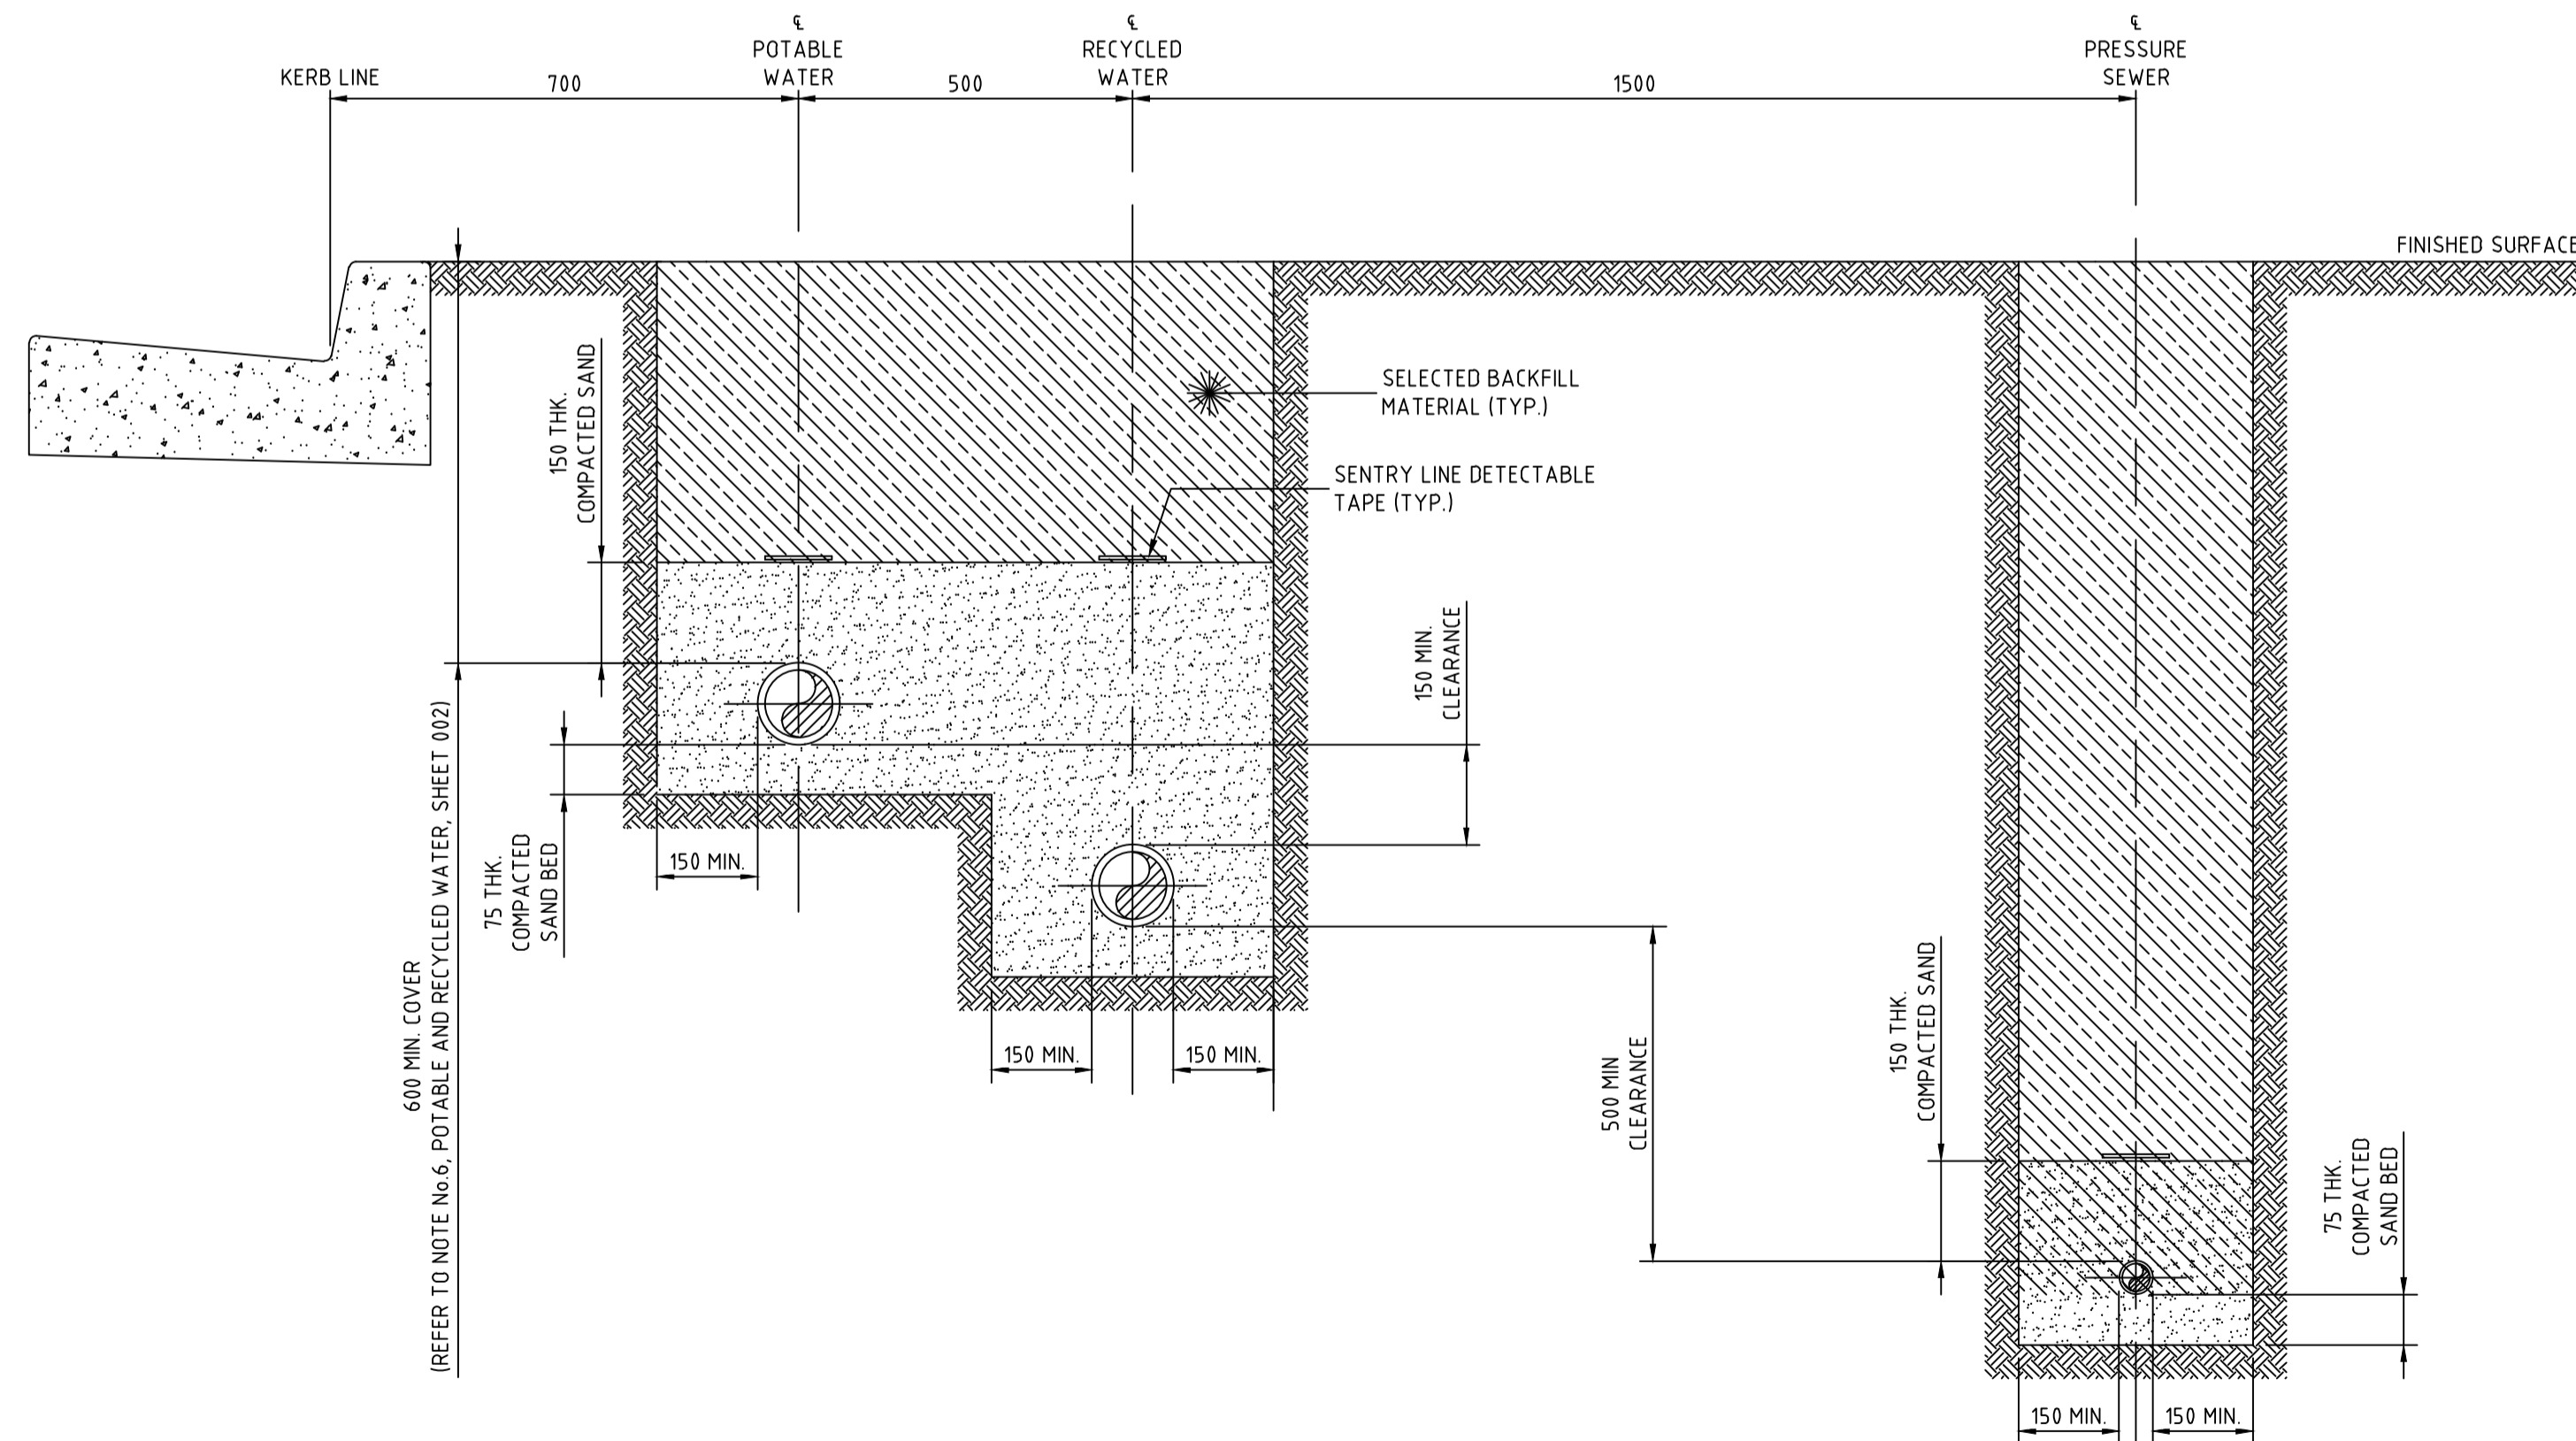 ℄
POTABLE
WATER
℄
RECYCLED
WATER
℄
PRESSURE
SEWER
KERB LINE
700
500
1500
FINISHED SURFACE
150 THK.
COMPACTED SAND
SELECTED BACKFILL
MATERIAL (TYP.)
SENTRY LINE DETECTABLE
TAPE (TYP.)
150 MIN.
CLEARANCE
600 MIN. COVER
(REFER TO NOTE No.6, POTABLE AND RECYCLED WATER, SHEET 002)
75 THK.
COMPACTED
SAND BED
150 MIN.
150 MIN.
150 MIN.
500 MIN
CLEARANCE
150 THK.
COMPACTED SAND
75 THK.
COMPACTED
SAND BED
150 MIN.
150 MIN.